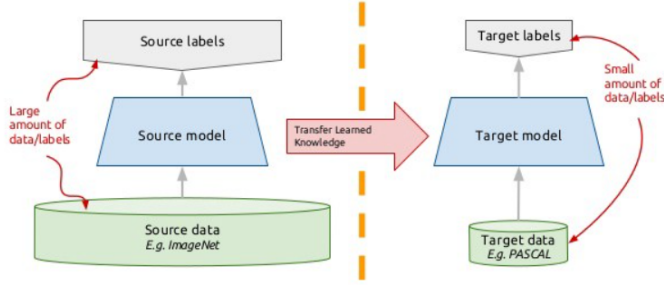 Source labels
Target labels
Large
amount of
data/labels
Small
amount of
data/labels
Source model
Transfer Learned
Knowledge
Target model
Source data
E.g. ImageNet
Target data
E.g. PASCAL